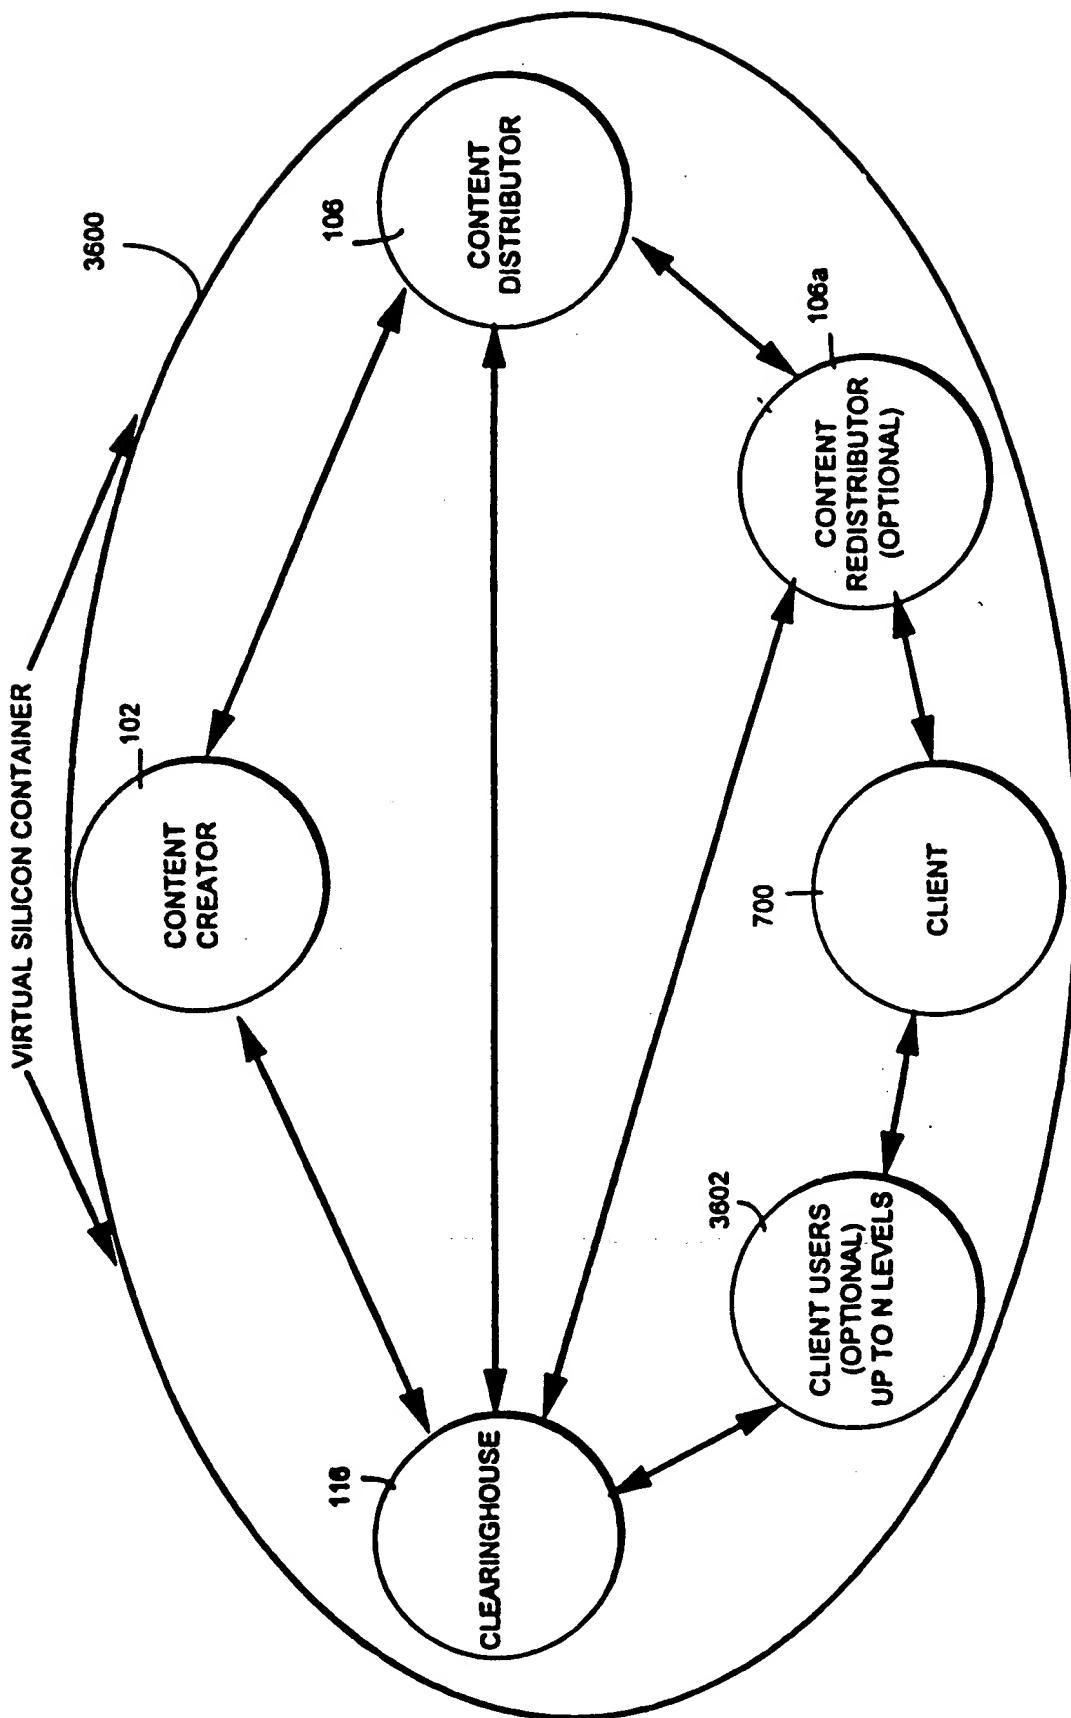 VIRTUAL SILICON CONTAINER
3600
102
CONTENT
CREATOR
106
CONTENT
DISTRIBUTOR
116
CLEARINGHOUSE
106a
CONTENT
REDISTRIBUTOR
(OPTIONAL)
3602
CLIENT USERS
(OPTIONAL)
UP TO N LEVELS
700
CLIENT